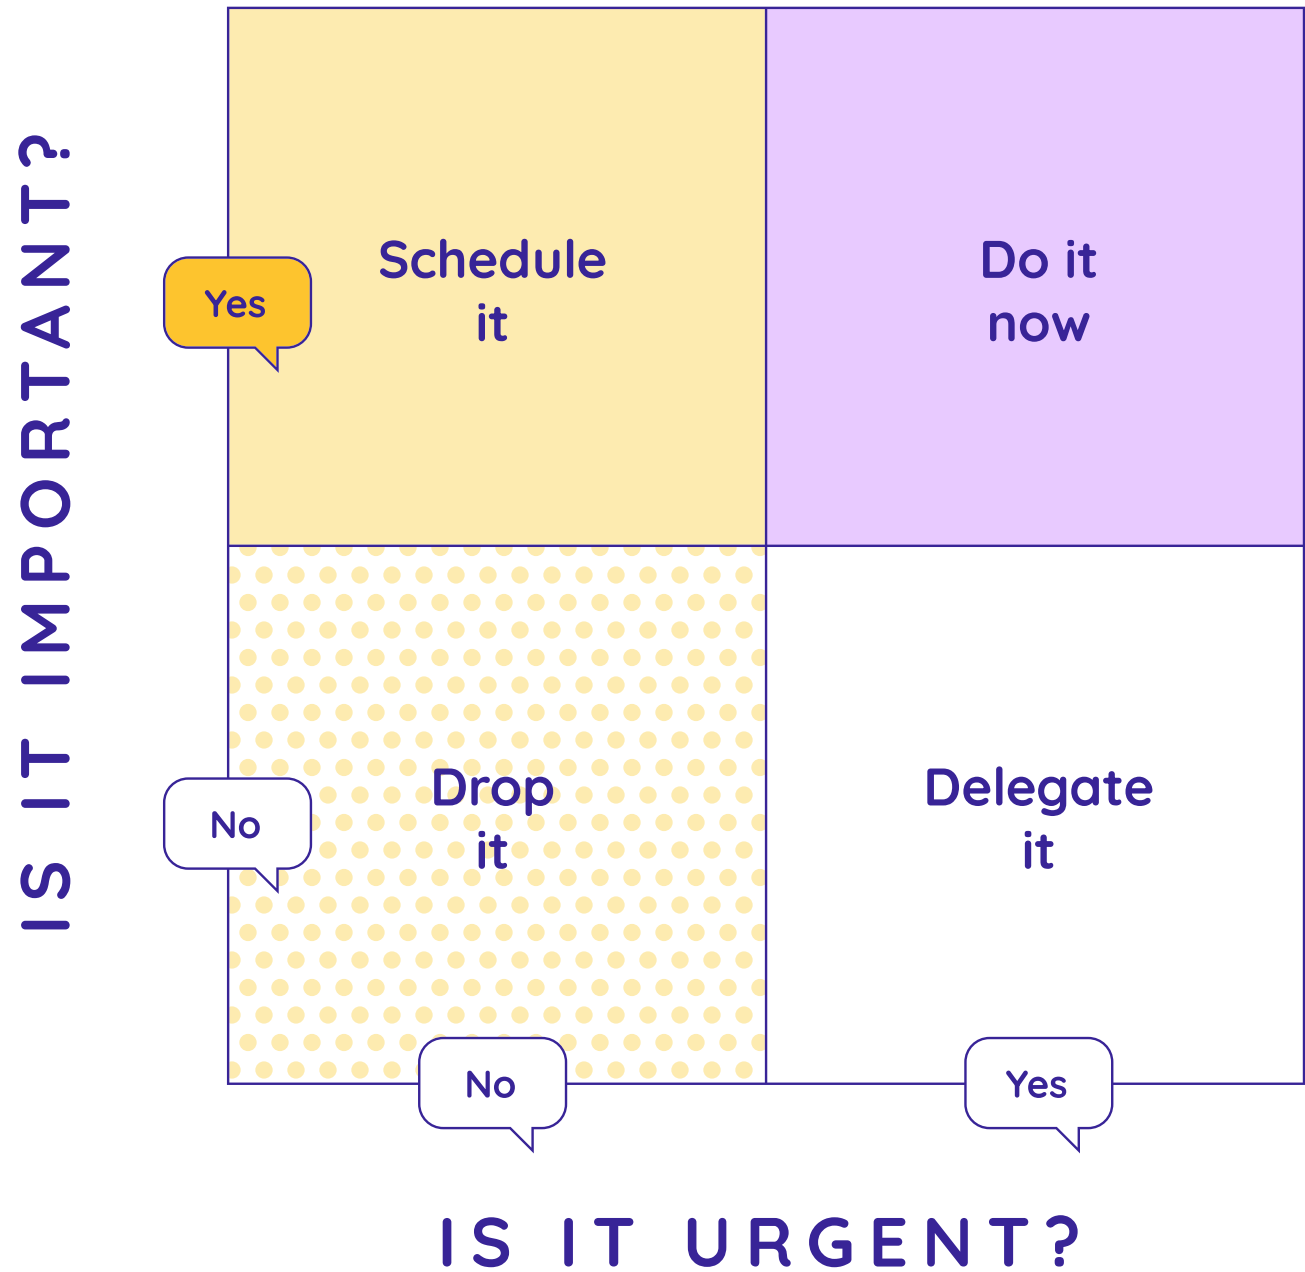 IS IT IMPORTANT?
Yes
Schedule
it
Do it
now
No
Drop
it
Delegate
it
No
Yes
IS IT URGENT?